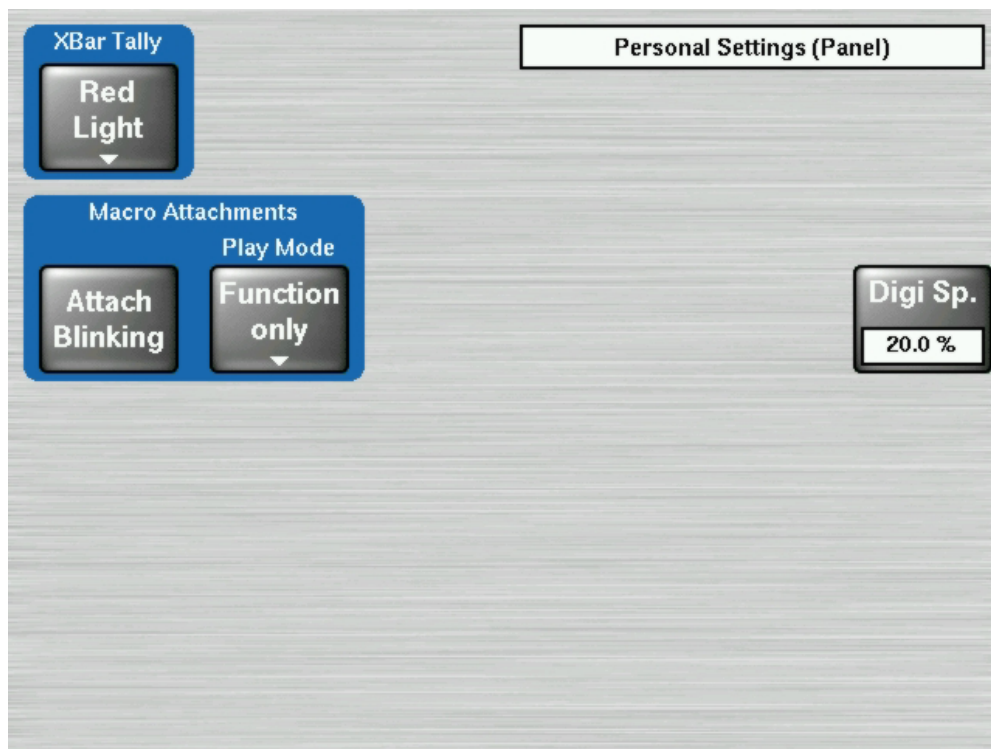 XBar Tally
Personal Settings (Panel)
Red
Light
Macro Attachments
Play Mode
Attach
Blinking
Function
only
Digi Sp.
20.0 %